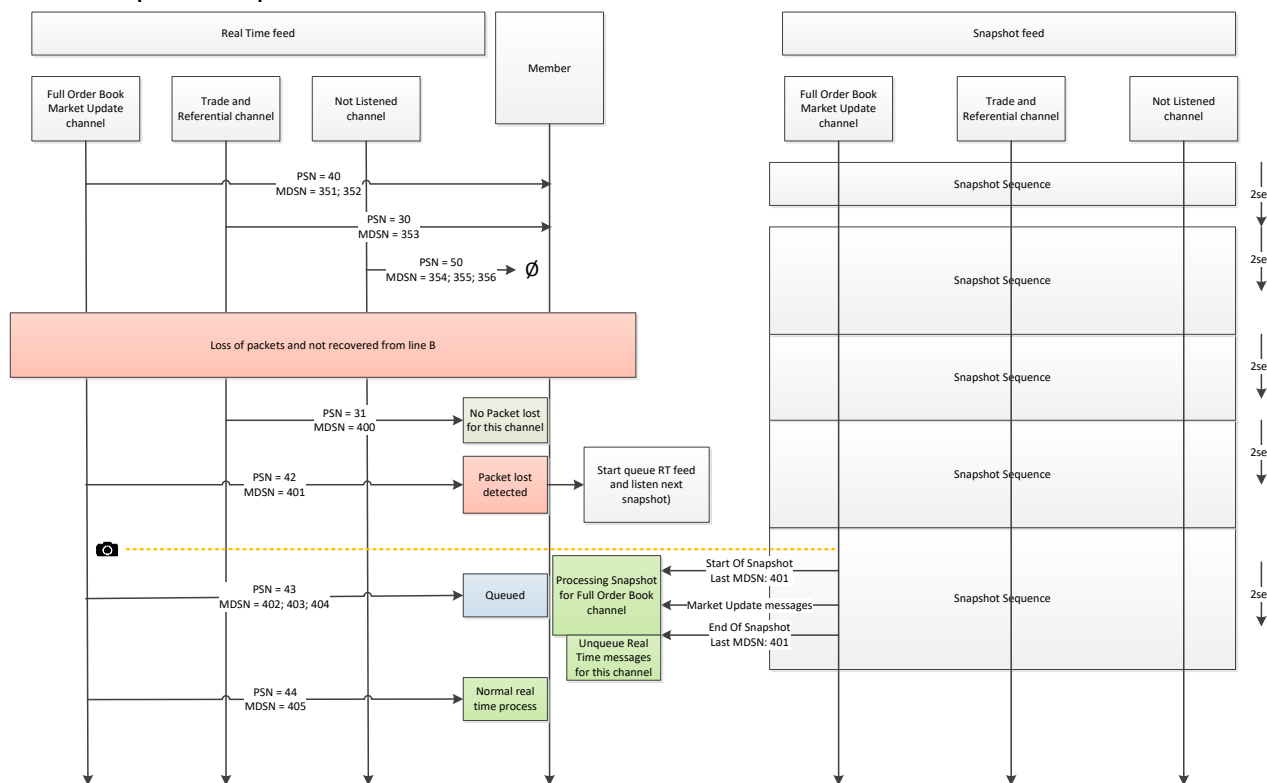 Real Time feed
Member
Snapshot feed
Full Order Book
Market Update
channel
Trade and
Referential channel
Not Listened
channel
Full Order Book
Market Update
channel
Trade and
Referential channel
Not Listened
channel
PSN = 40
MDSN = 351; 352
Snapshot Sequence
2se
PSN = 30
MDSN = 353
PSN = 50
MDSN = 354; 355; 356
Ø
Snapshot Sequence
2se
Loss of packets and not recovered from line B
Snapshot Sequence
2se
PSN = 31
MDSN = 400
No Packet lost
for this channel
PSN = 42
MDSN = 401
Packet lost
detected
Start queue RT feed
and listen next
snapshot)
Snapshot Sequence
2se
PSN = 43
MDSN = 402; 403; 404
Queued
Processing Snapshot
for Full Order Book
channel
Start Of Snapshot
Last MDSN: 401
Market Update messages
End Of Snapshot
Last MDSN: 401
Snapshot Sequence
2se
Unqueue Real
Time messages
for this channel
PSN = 44
MDSN = 405
Normal real
time process